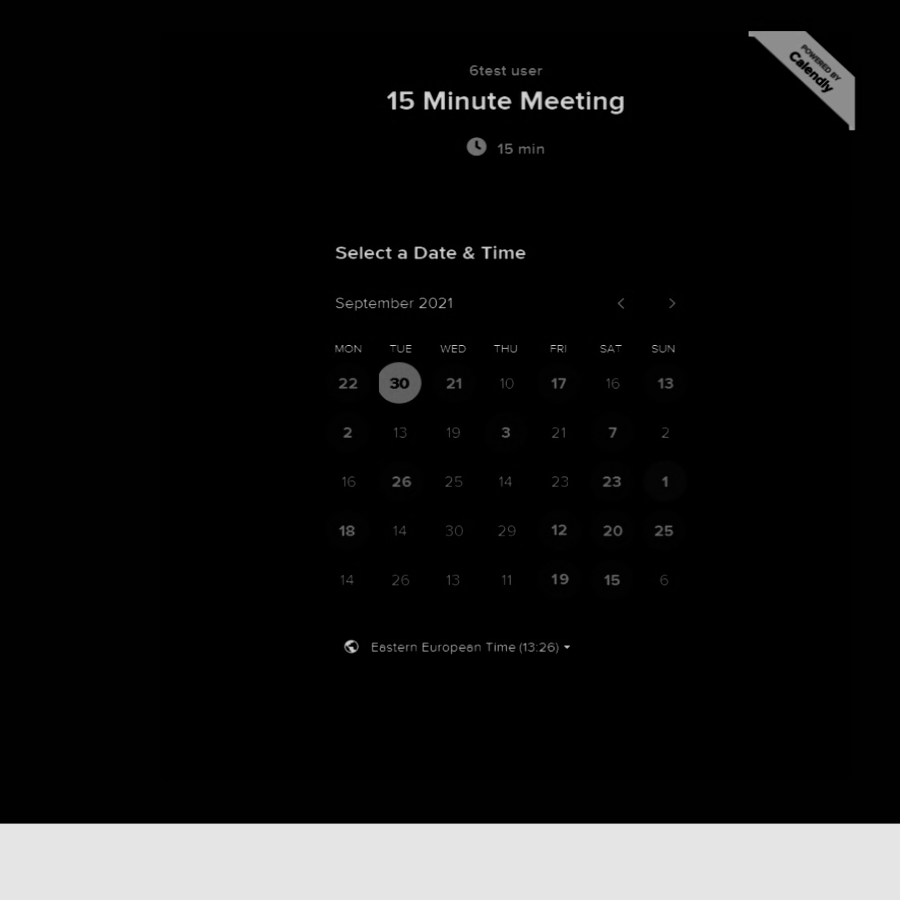 POWERED BY
Calendly
6test user
15 Minute Meeting
15 min
Select a Date & Time
September 2021
MON TUE WED THU FRI SAT SUN
22 30 21 10 17 16 13
2 13 19 3 21 7 2
16 26 25 14 23 23 1
18 14 30 29 12 20 25
14 26 13 11 19 15 6
Eastern European Time (13:26)